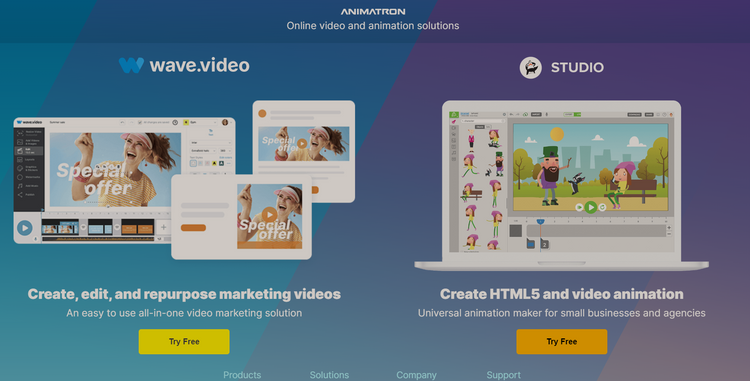 ANIMATRON
Online video and animation solutions
wave.video
STUDIO
Special
offer
Special
offer
Special
offer
Create, edit, and repurpose marketing videos
Create HTML5 and video animation
An easy to use all-in-one video marketing solution
Universal animation maker for small businesses and agencies
Try Free
Try Free
Products
Solutions
Company
Support